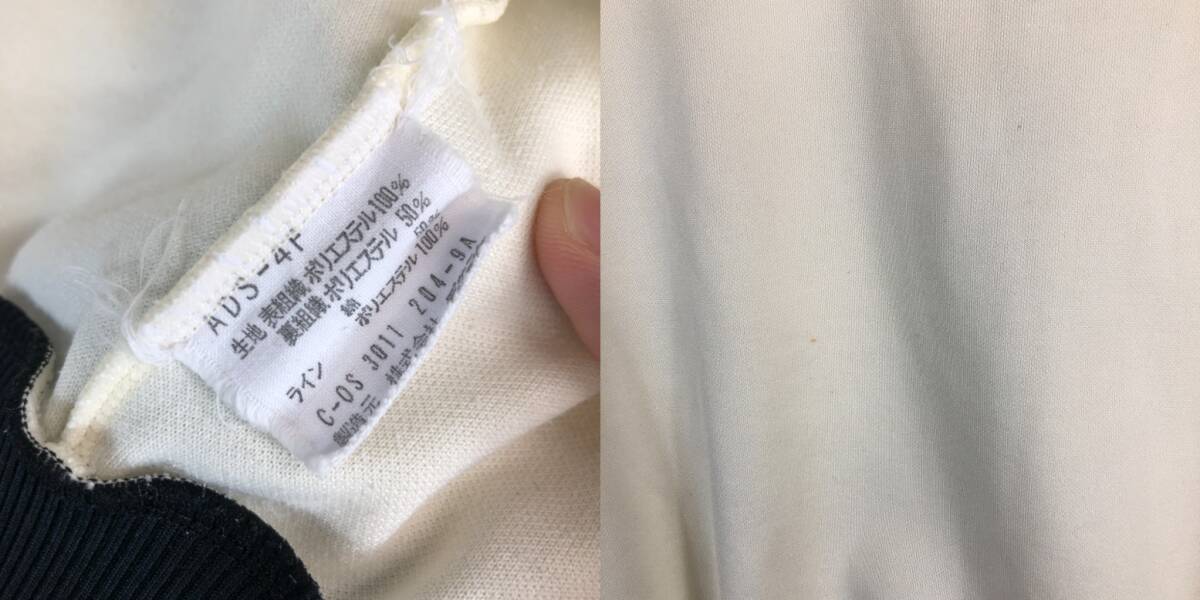 ADS-4F
生地 表組織 ポリエステル100%
裏組織 ポリエステル 50%
綿 50%
ライン ポリエステル100%
C-OS 3011 204-9A
製造元 株式会社